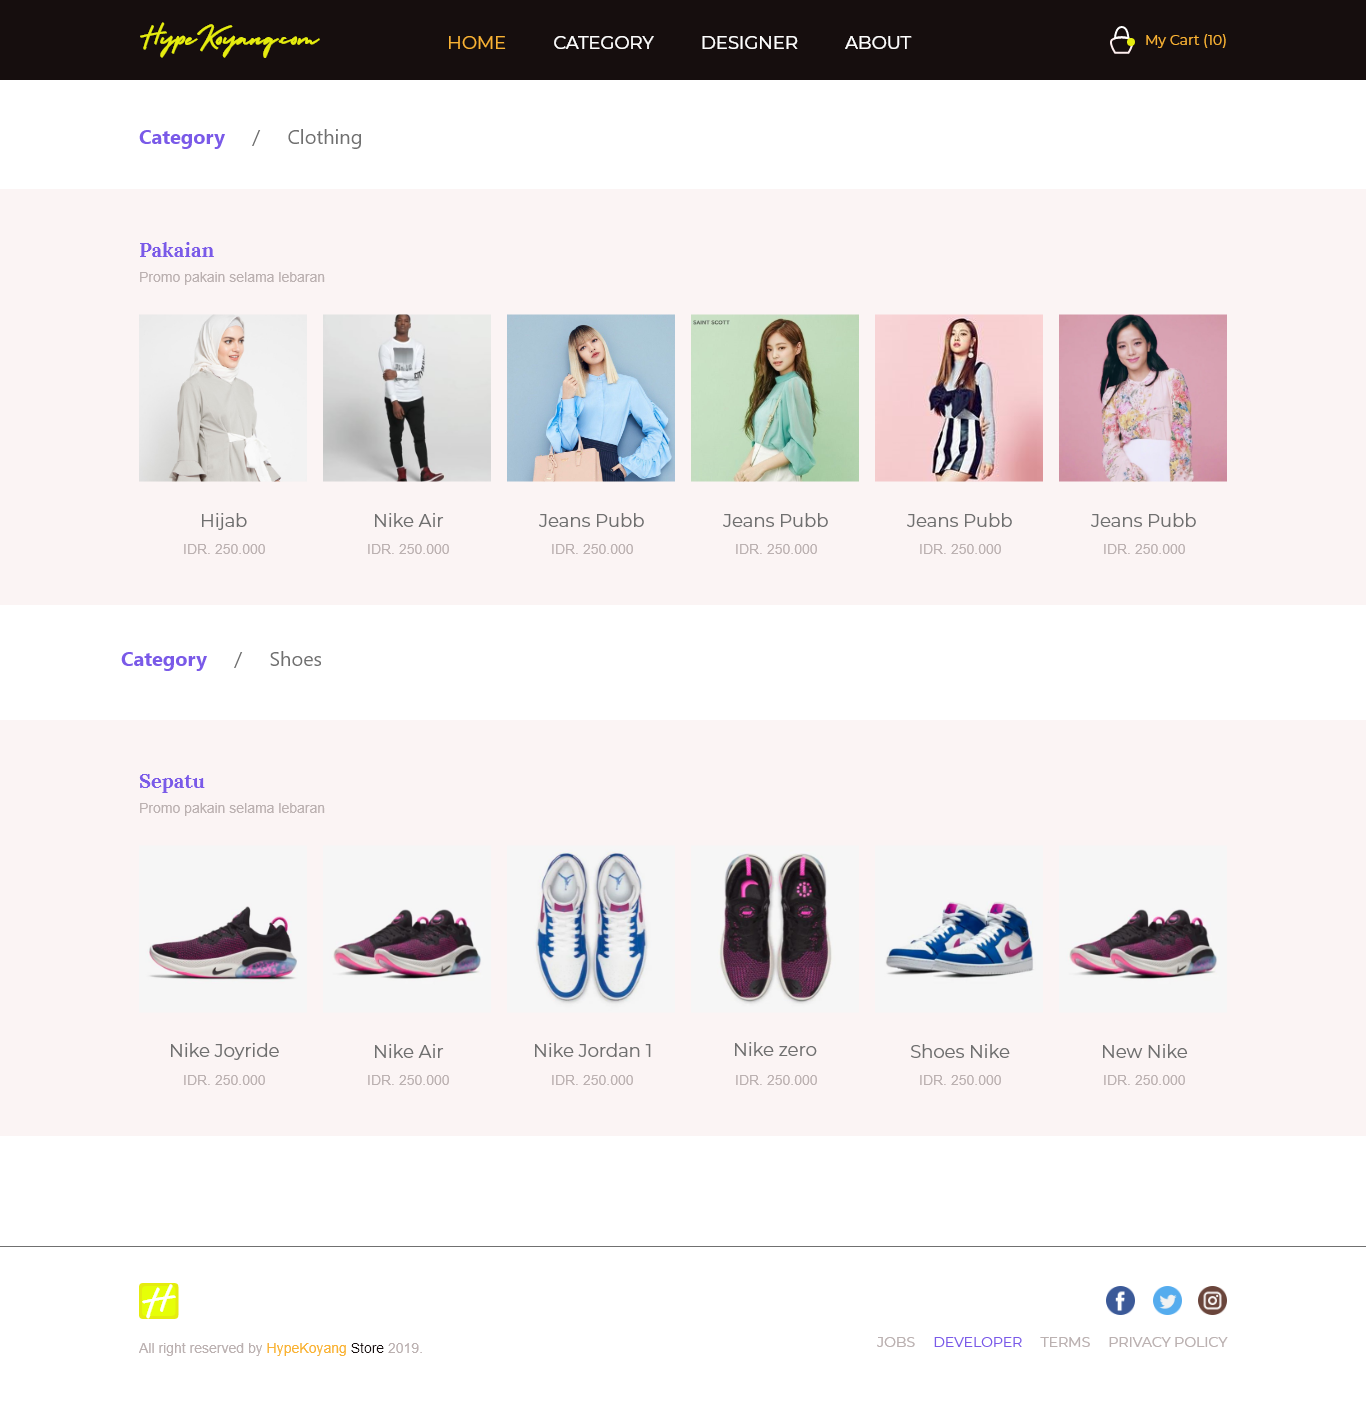 HypeKoyang.com
HOME CATEGORY DESIGNER ABOUT
My Cart (10)
Category / Clothing
Pakaian
Promo pakain selama lebaran
SAINT SCOTT
Hijab Nike Air Jeans Pubb Jeans Pubb Jeans Pubb Jeans Pubb
IDR. 250.000 IDR. 250.000 IDR. 250.000 IDR. 250.000 IDR. 250.000 IDR. 250.000
Category / Shoes
Sepatu
Promo pakain selama lebaran
Nike Joyride Nike Air Nike Jordan 1 Nike zero Shoes Nike New Nike
IDR. 250.000 IDR. 250.000 IDR. 250.000 IDR. 250.000 IDR. 250.000 IDR. 250.000
H
All right reserved by HypeKoyang Store 2019.
JOBS DEVELOPER TERMS PRIVACY POLICY